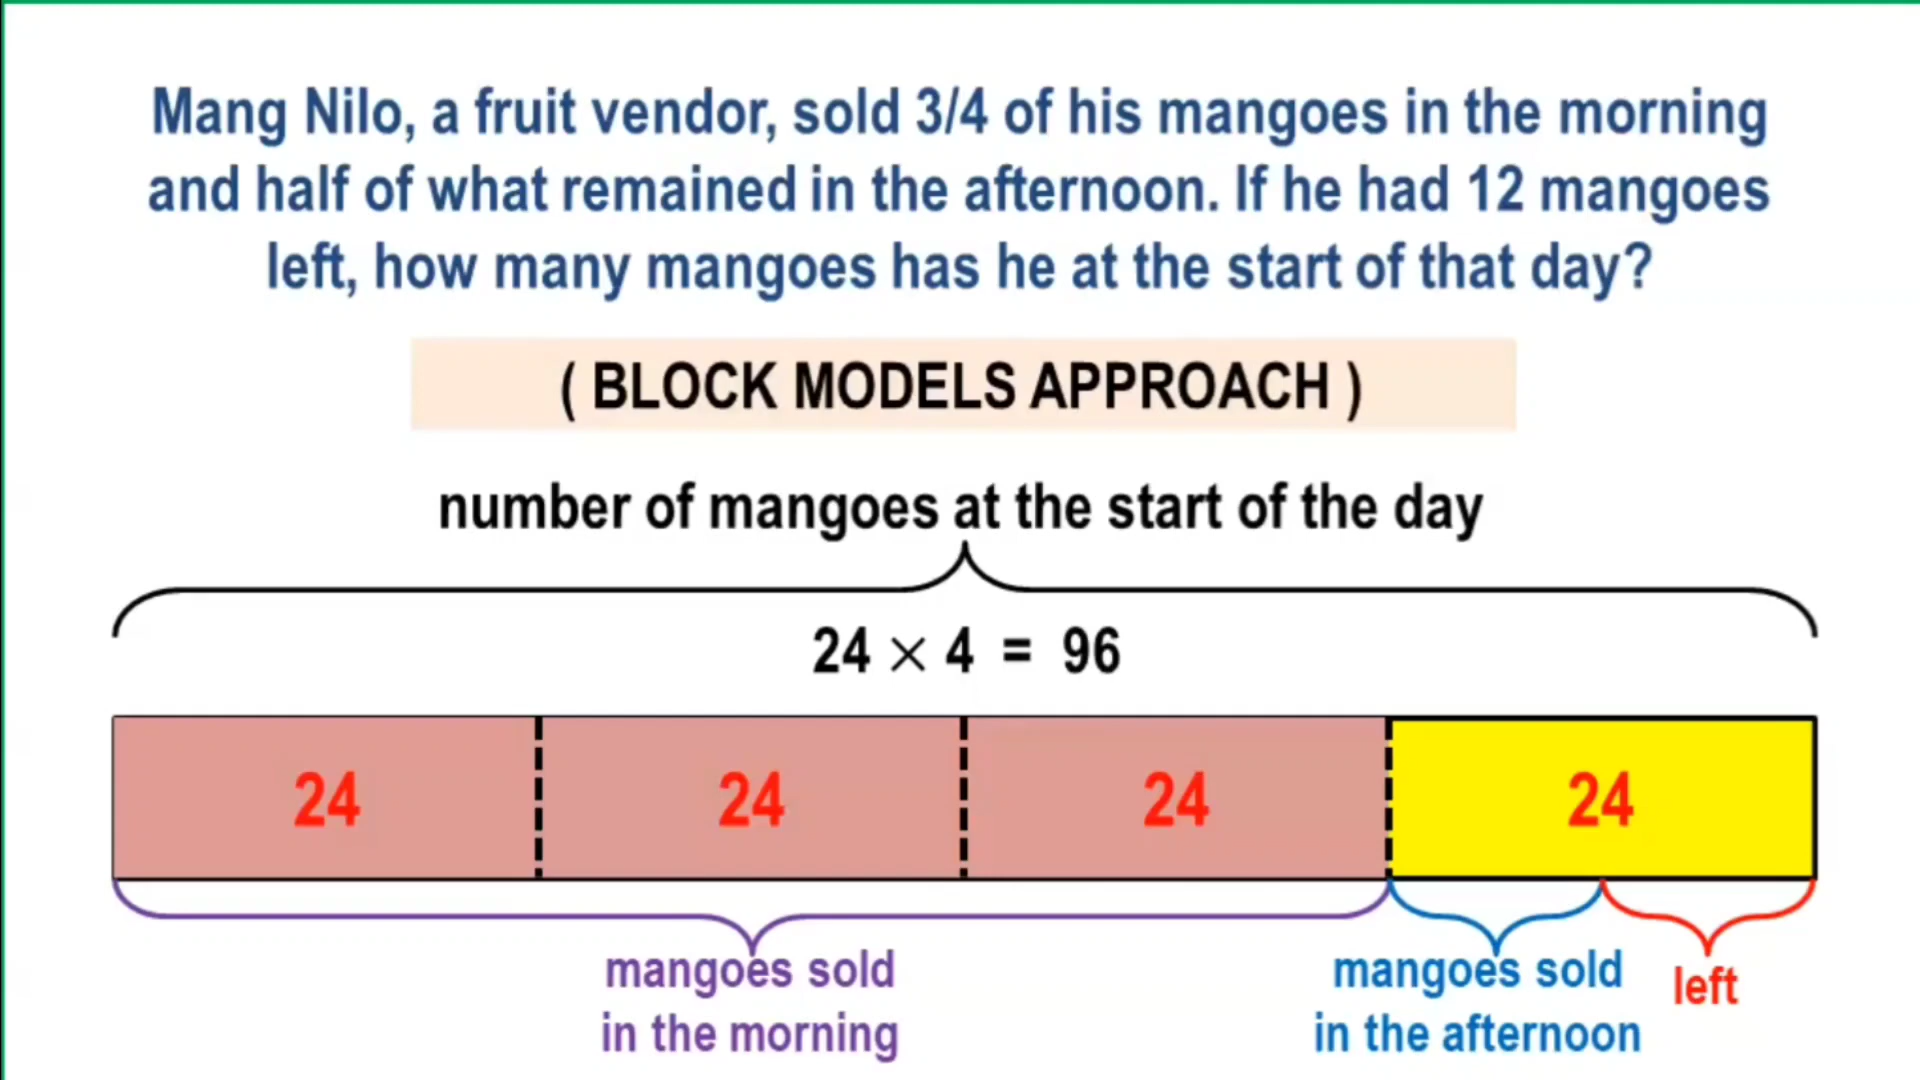 Mang Nilo, a fruit vendor, sold 3/4 of his mangoes in the morning
and half of what remained in the afternoon. If he had 12 mangoes
left, how many mangoes has he at the start of that day?
( BLOCK MODELS APPROACH )
number of mangoes at the start of the day
24 × 4 = 96
24 24 24 24
mangoes sold
in the morning
mangoes sold
in the afternoon
left